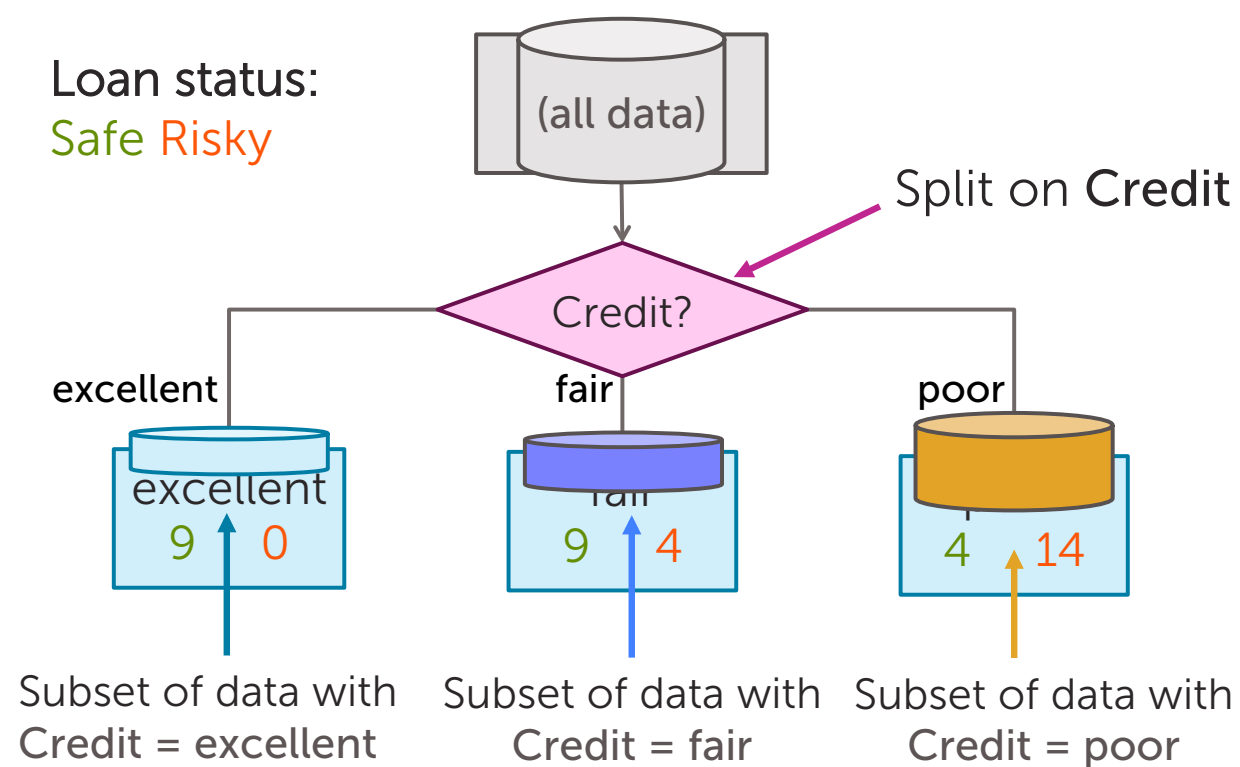 Loan status:
Safe Risky
(all data)
Split on Credit
Credit?
excellent
fair
poor
excellent
9 0
9 4
4 14
Subset of data with
Credit = excellent
Subset of data with
Credit = fair
Subset of data with
Credit = poor